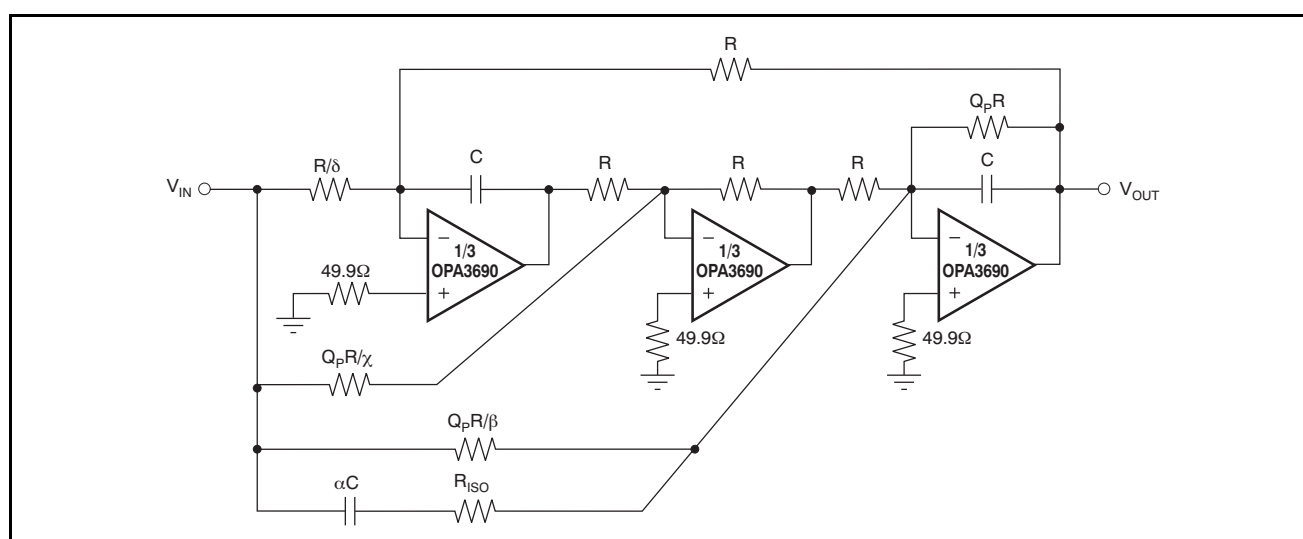 R
Q_PR
R/δ
C
R
R
R
C
V_IN
V_OUT
1/3
OPA3690
1/3
OPA3690
1/3
OPA3690
−
+
−
+
−
+
49.9Ω
49.9Ω
49.9Ω
Q_PR/χ
Q_PR/β
αC
R_ISO